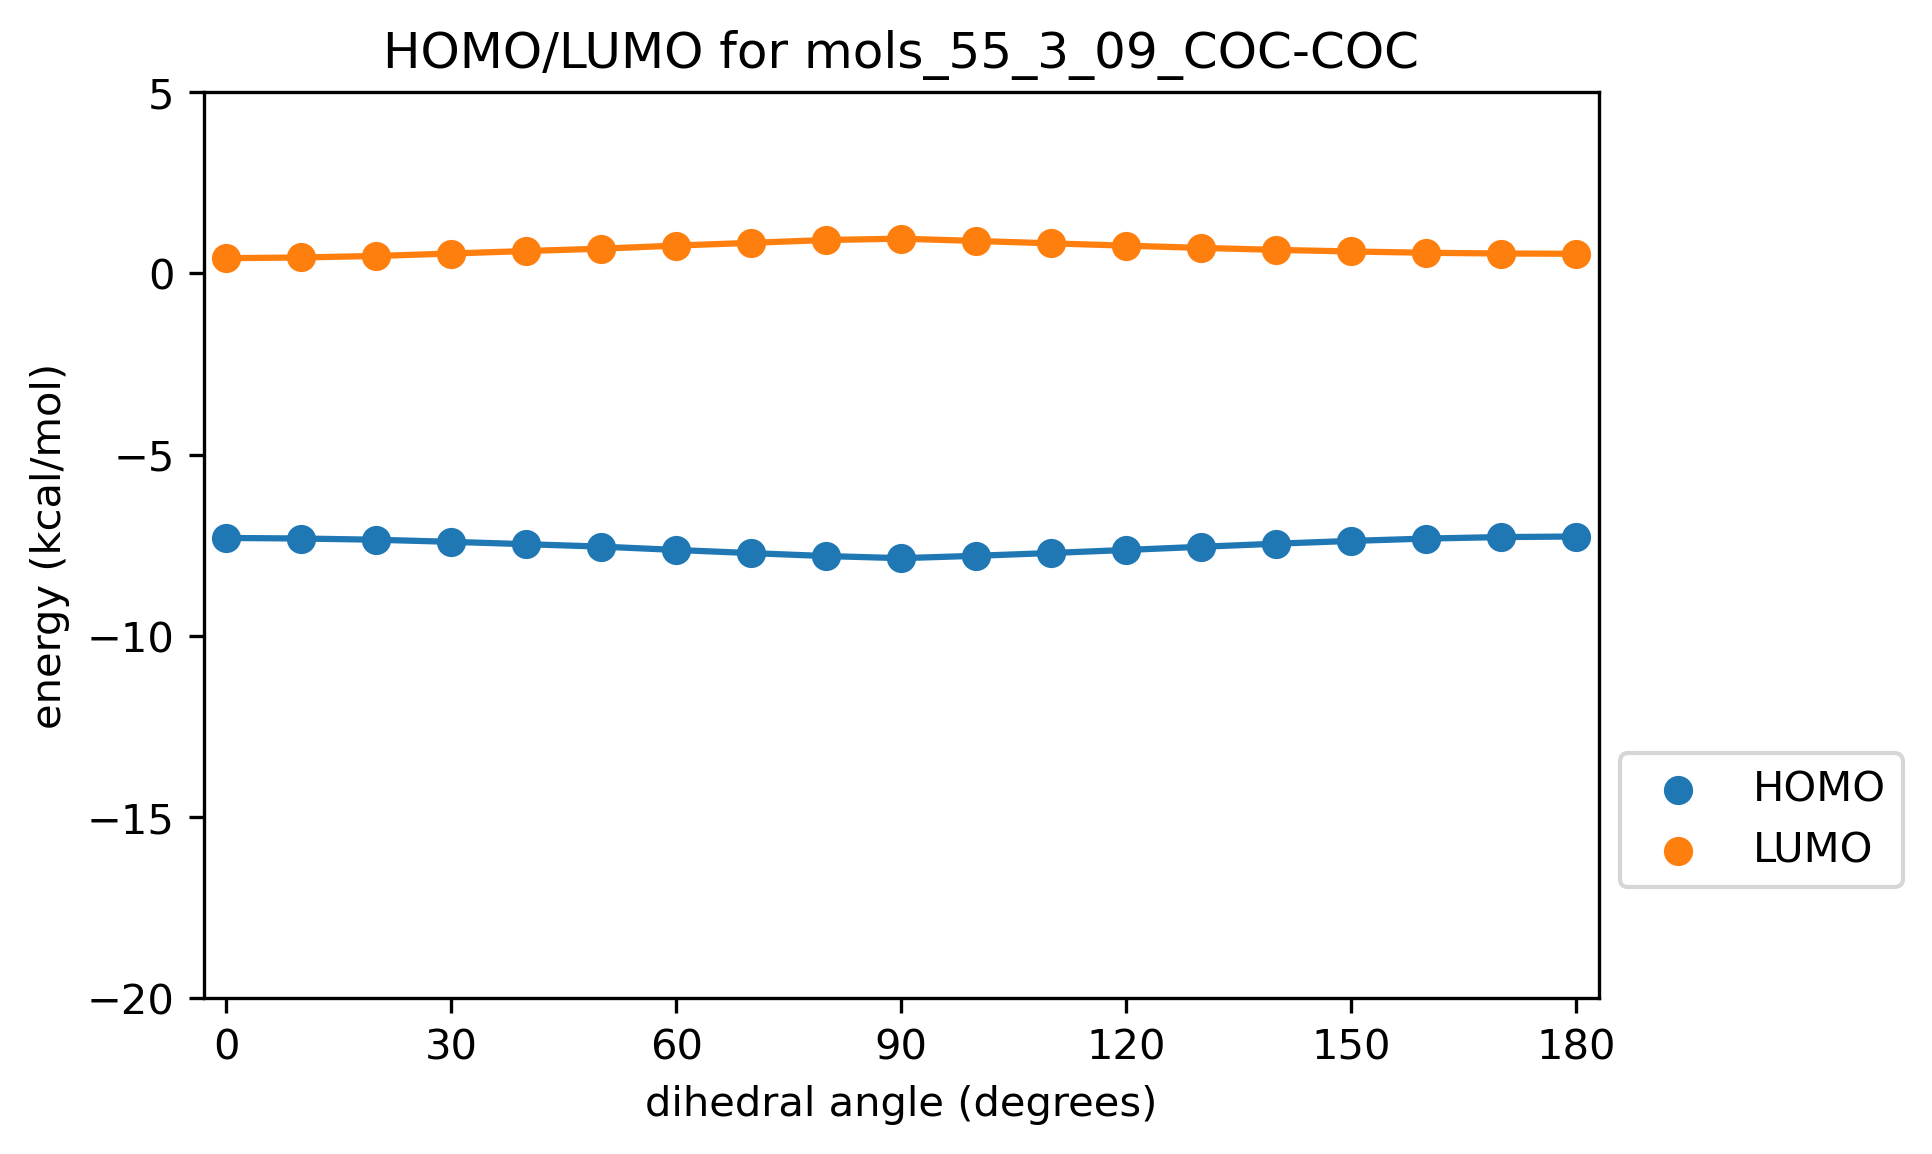 HOMO/LUMO for mols_55_3_09_COC-COC
5
0
−5
−10
−15
−20
energy (kcal/mol)
0 30 60 90 120 150 180
dihedral angle (degrees)
HOMO
LUMO